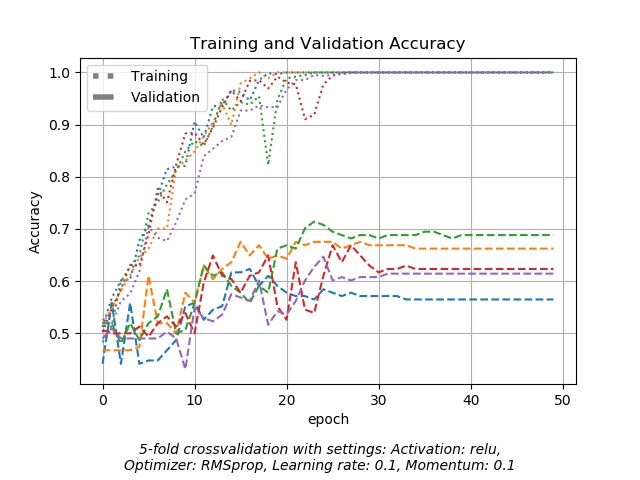 Training and Validation Accuracy
Training
Validation
Accuracy
1.0
0.9
0.8
0.7
0.6
0.5
0 10 20 30 40 50
epoch
5-fold crossvalidation with settings: Activation: relu,
Optimizer: RMSprop, Learning rate: 0.1, Momentum: 0.1